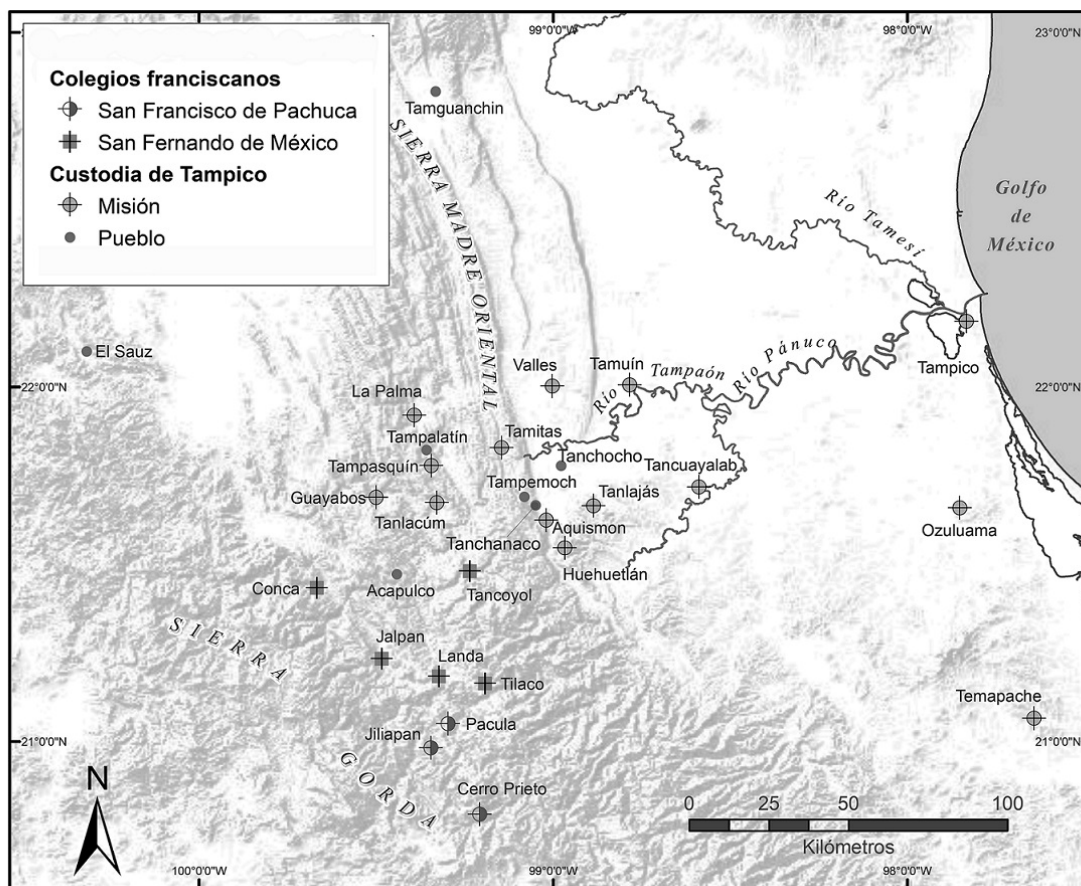 99°0'0"W
98°0'0"W
23°0'0"N
Colegios franciscanos
San Francisco de Pachuca
San Fernando de México
Custodia de Tampico
Misión
Pueblo
Tamguanchin
SIERRA MADRE ORIENTAL
Río Tamesí
Golfo
de
México
El Sauz
22°0'0"N
Valles
Tamuín
Río Tampaón
Río Pánuco
Tampico
22°0'0"N
La Palma
Tampalatín
Tamitas
Tanchocho
Tampasquín
Tampemoch
Tancuayalab
Guayabos
Tanlajás
Tanlacúm
Aquismon
Ozuluama
Tanchanaco
Huehuetlán
Conca
Acapulco
Tancoyol
SIERRA
GORDA
Jalpan
Landa
Tilaco
Temapache
Pacula
21°0'0"N
Jiliapan
21°0'0"N
Cerro Prieto
N
0 25 50 100
Kilómetros
100°0'0"W
99°0'0"W
98°0'0"W